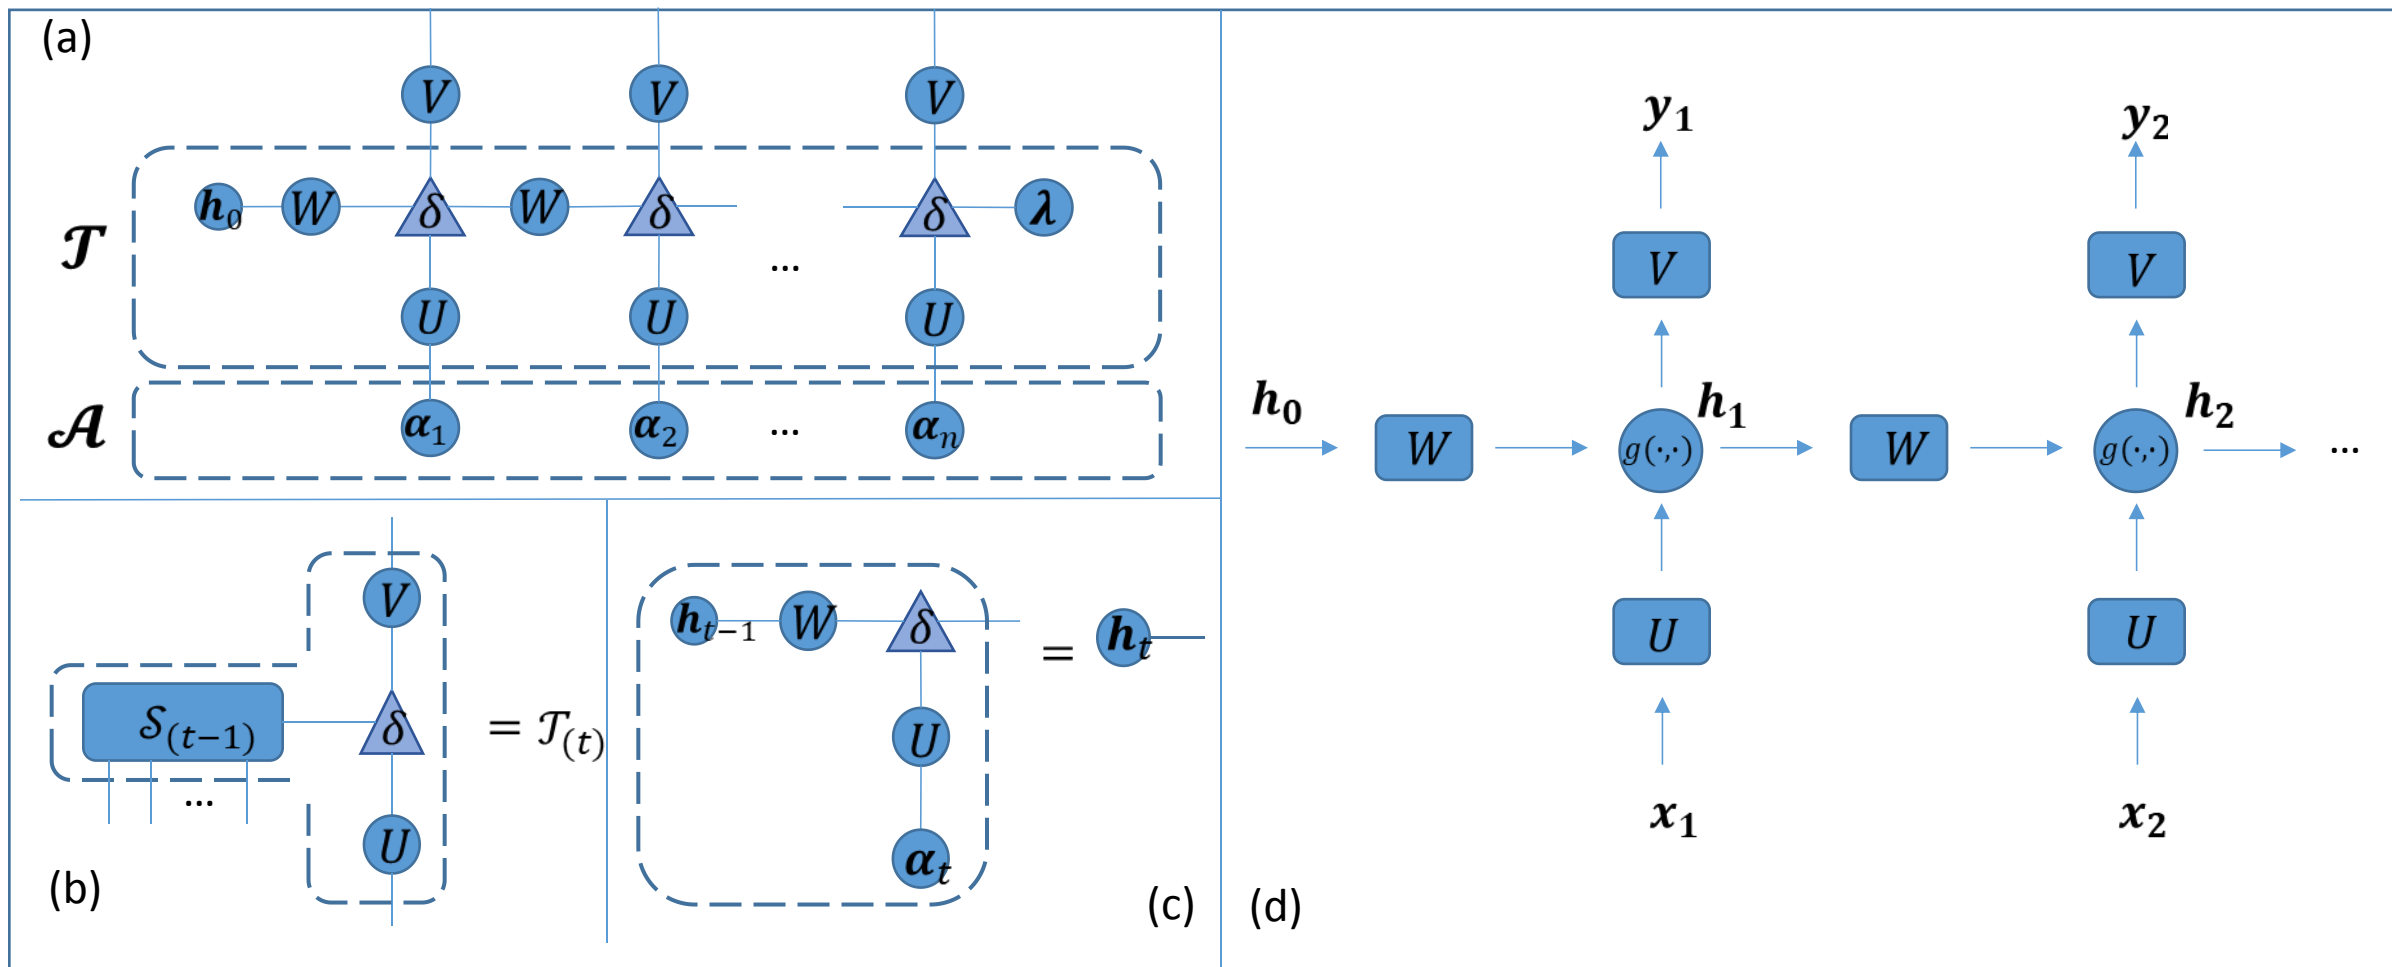 (a)
V V V
𝓣
h₀ W δ W δ δ λ
...
U U U
𝓐
α₁ α₂ ... αₙ
(b)
V
𝒮₍t−1₎ δ = 𝒯₍t₎
...
U
(c)
hₜ₋₁ W δ = hₜ
U
αₜ
(d)
y₁ y₂
V V
h₀ W g(·,·) h₁ W g(·,·) h₂ ...
U U
x₁ x₂